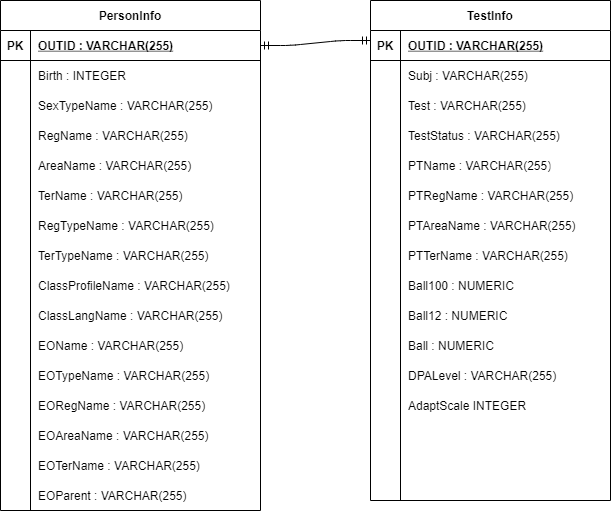 PersonInfo
PK OUTID : VARCHAR(255)
Birth : INTEGER
SexTypeName : VARCHAR(255)
RegName : VARCHAR(255)
AreaName : VARCHAR(255)
TerName : VARCHAR(255)
RegTypeName : VARCHAR(255)
TerTypeName : VARCHAR(255)
ClassProfileName : VARCHAR(255)
ClassLangName : VARCHAR(255)
EOName : VARCHAR(255)
EOTypeName : VARCHAR(255)
EORegName : VARCHAR(255)
EOAreaName : VARCHAR(255)
EOTerName : VARCHAR(255)
EOParent : VARCHAR(255)
TestInfo
PK OUTID : VARCHAR(255)
Subj : VARCHAR(255)
Test : VARCHAR(255)
TestStatus : VARCHAR(255)
PTName : VARCHAR(255)
PTRegName : VARCHAR(255)
PTAreaName : VARCHAR(255)
PTTerName : VARCHAR(255)
Ball100 : NUMERIC
Ball12 : NUMERIC
Ball : NUMERIC
DPALevel : VARCHAR(255)
AdaptScale INTEGER